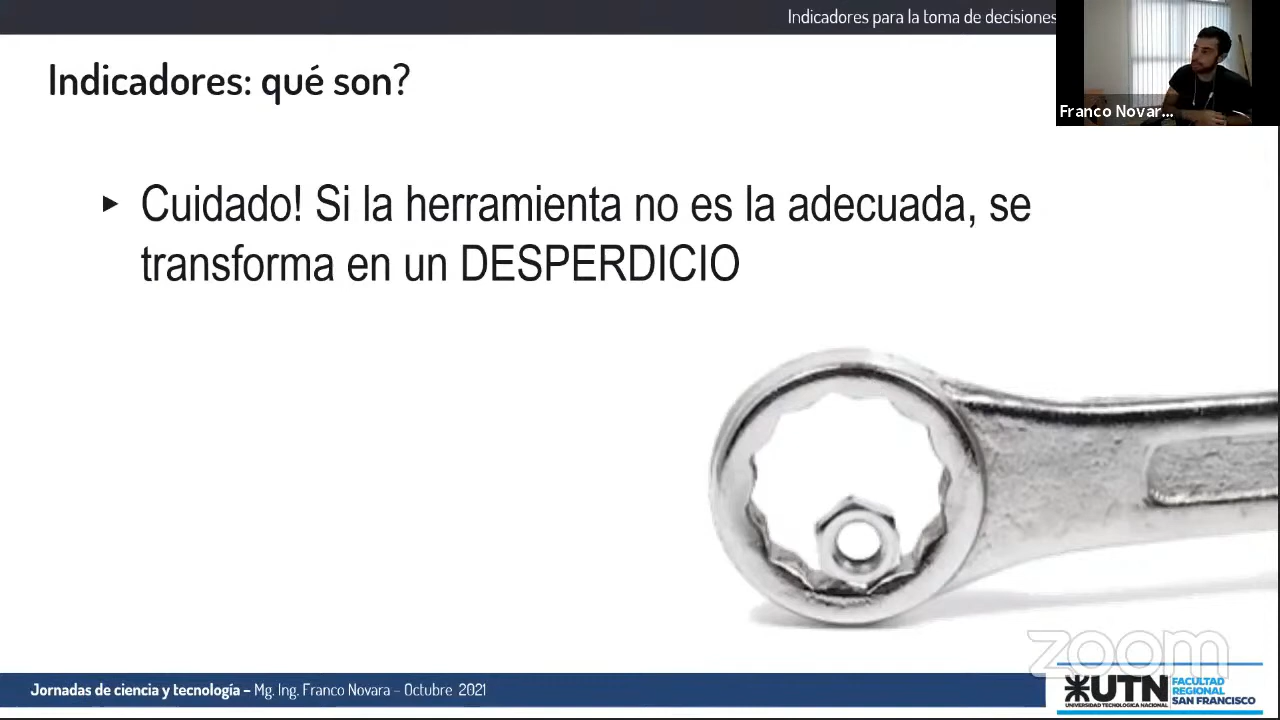 Indicadores para la toma de decisiones
Indicadores: qué son?
Franco Novar...
Cuidado! Si la herramienta no es la adecuada, se
transforma en un DESPERDICIO
zoom
Jornadas de ciencia y tecnología – Mg. Ing. Franco Novara – Octubre 2021
UTN
UNIVERSIDAD TECNOLÓGICA NACIONAL
FACULTAD
REGIONAL
SAN FRANCISCO